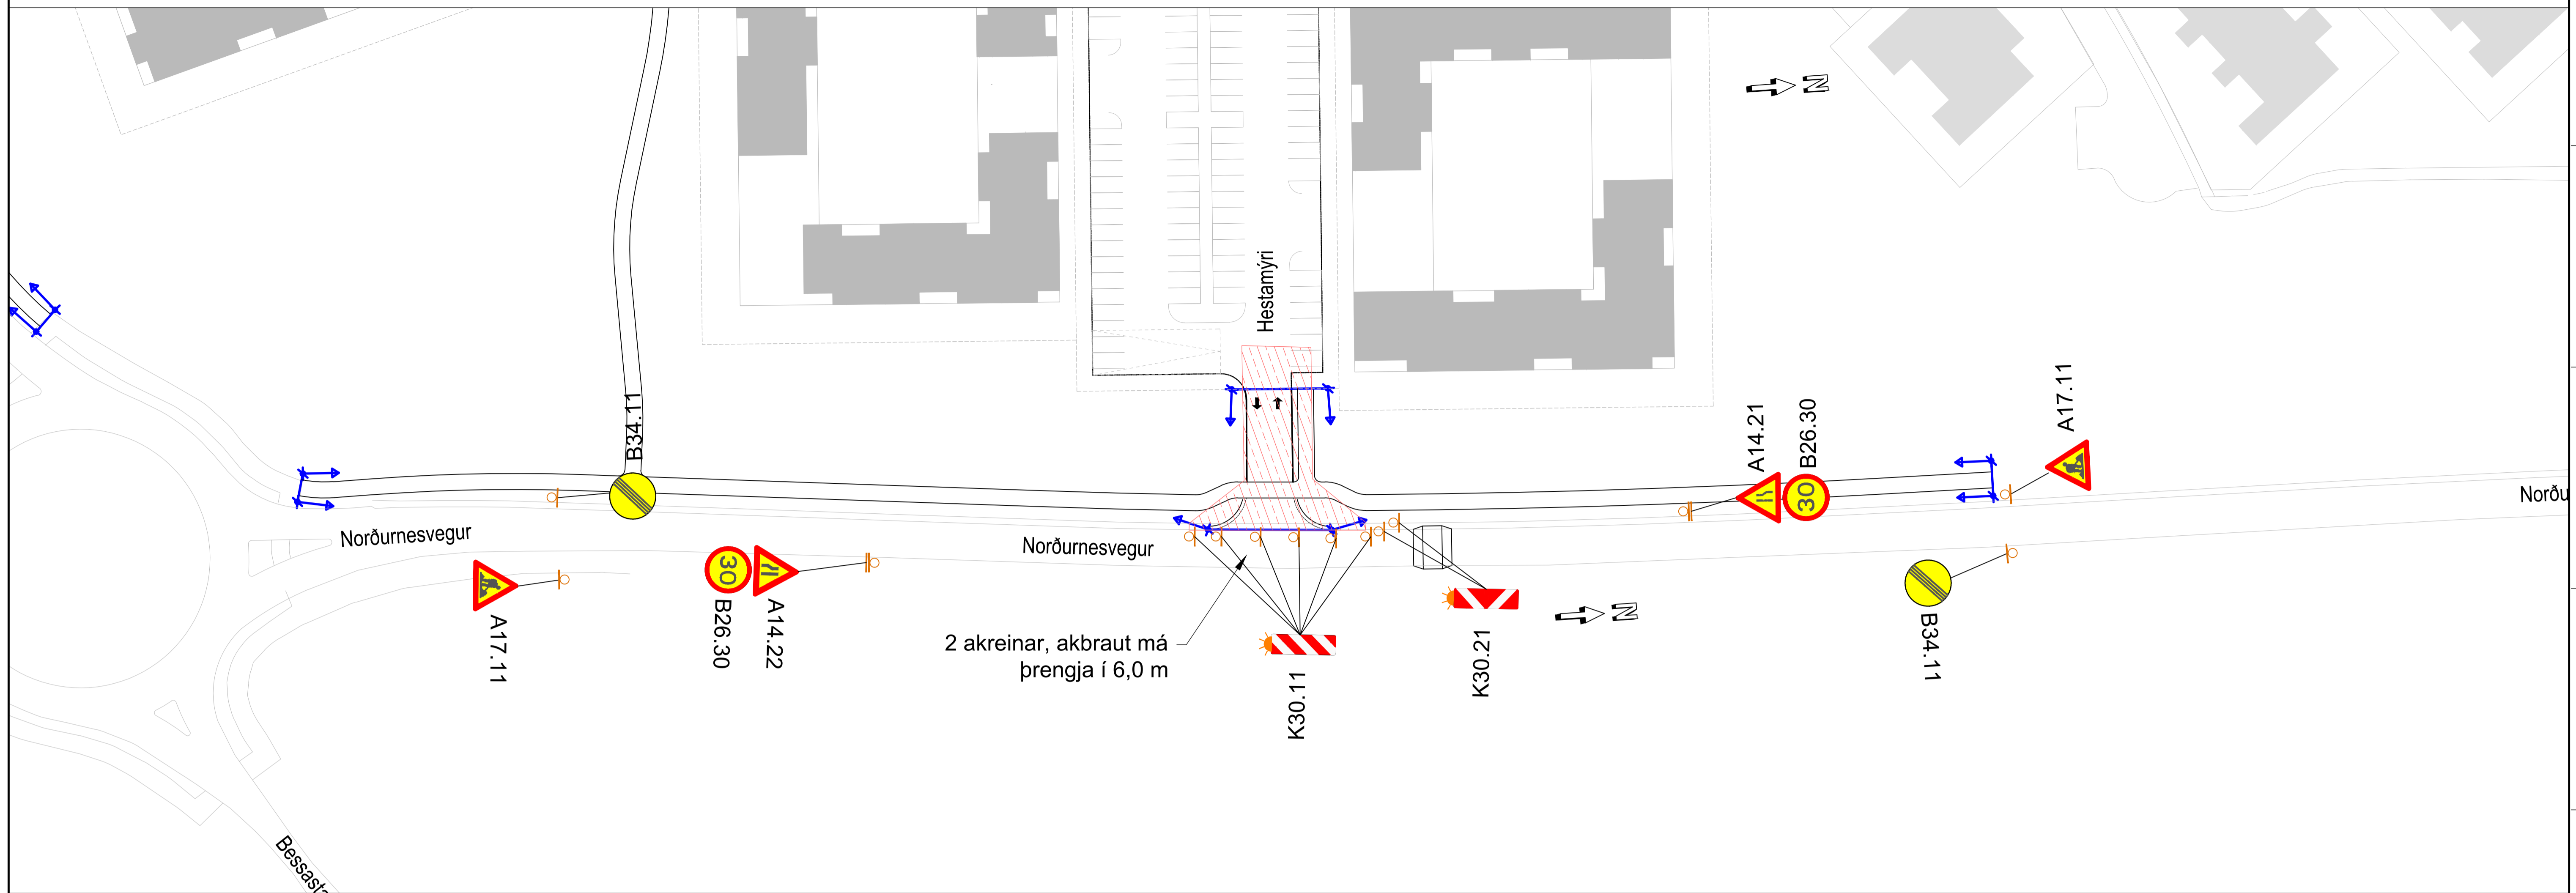 N
Hestamýri
B34.11
A14.21
B26.30
A17.11
30
Norðurnesvegur
Norðurnesvegur
Norðu
A17.11
30
B26.30
A14.22
2 akreinar, akbraut má
þrengja í 6,0 m
K30.11
K30.21
N
B34.11
Bessasta